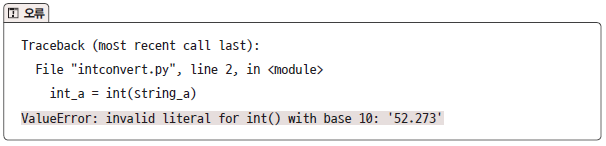 오류
Traceback (most recent call last):
File "intconvert.py", line 2, in <module>
int_a = int(string_a)
ValueError: invalid literal for int() with base 10: '52.273'